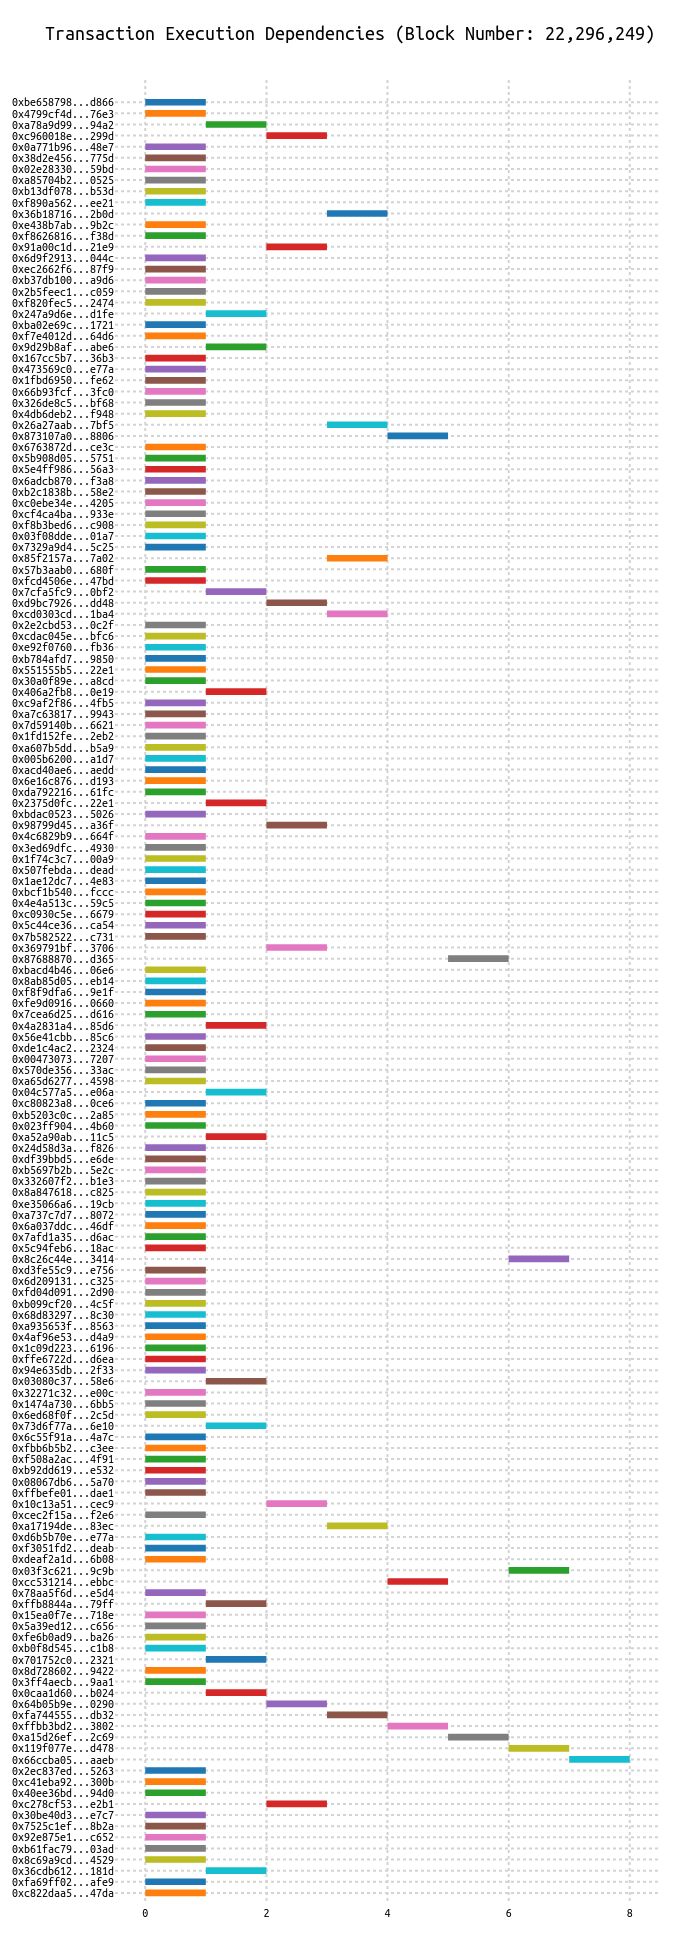 Transaction Execution Dependencies (Block Number: 22,296,249)
0xbe658798...d866
0x4799cf4d...76e3
0xa78a9d99...94a2
0xc960018e...299d
0x0a771b96...48e7
0x38d2e456...775d
0x02e28330...59bd
0xa85704b2...0525
0xb13df078...b53d
0xf890a562...ee21
0x36b18716...2b0d
0xe438b7ab...9b2c
0xf8626816...f38d
0x91a00c1d...21e9
0x6d9f2913...044c
0xec2662f6...87f9
0xb37db100...a9d6
0x2b5feec1...c059
0xf820fec5...2474
0x247a9d6e...d1fe
0xba02e69c...1721
0xf7e4012d...64d6
0x9d29b8af...abe6
0x167cc5b7...36b3
0x473569c0...e77a
0x1fbd6950...fe62
0x66b93fcf...3fc0
0x326de8c5...bf68
0x4db6deb2...f948
0x26a27aab...7bf5
0x873107a0...8806
0x6763872d...ce3c
0x5b908d05...5751
0x5e4ff986...56a3
0x6adcb870...f3a8
0xb2c1838b...58e2
0xc0ebe34e...4205
0xcf4ca4ba...933e
0xf8b3bed6...c908
0x03f08dde...01a7
0x7329a9d4...5c25
0x85f2157a...7a02
0x57b3aab0...680f
0xfcd4506e...47bd
0x7cfa5fc9...0bf2
0xd9bc7926...dd48
0xcd0303cd...1ba4
0x2e2cbd53...0c2f
0xcdac045e...bfc6
0xe92f0760...fb36
0xb784afd7...9850
0x551555b5...22e1
0x30a0f89e...a8cd
0x406a2fb8...0e19
0xc9af2f86...4fb5
0xa7c63817...9943
0x7d59140b...6621
0x1fd152fe...2eb2
0xa607b5dd...b5a9
0x005b6200...a1d7
0xacd40ae6...aedd
0x6e16c876...d193
0xda792216...61fc
0x2375d0fc...22e1
0xbdac0523...5026
0x98799d45...a36f
0x4c6829b9...664f
0x3ed69dfc...4930
0x1f74c3c7...00a9
0x507febda...dead
0x1ae12dc7...4e83
0xbcf1b540...fccc
0x4e4a513c...59c5
0xc0930c5e...6679
0x5c44ce36...ca54
0x7b582522...c731
0x369791bf...3706
0x87688870...d365
0xbacd4b46...06e6
0x8ab85d05...eb14
0xf8f9dfa6...9e1f
0xfe9d0916...0660
0x7cea6d25...d616
0x4a2831a4...85d6
0x56e41cbb...85c6
0xde1c4ac2...2324
0x00473073...7207
0x570de356...33ac
0xa65d6277...4598
0x04c577a5...e06a
0xc80823a8...0ce6
0xb5203c0c...2a85
0x023ff904...4b60
0xa52a90ab...11c5
0x24d58d3a...f826
0xdf39bbd5...e6de
0xb5697b2b...5e2c
0x332607f2...b1e3
0x8a847618...c825
0xe35066a6...19cb
0xa737c7d7...8072
0x6a037ddc...46df
0x7afd1a35...d6ac
0x5c94feb6...18ac
0x8c26c44e...3414
0xd3fe55c9...e756
0x6d209131...c325
0xfd04d091...2d90
0xb099cf20...4c5f
0x68d83297...8c30
0xa935653f...8563
0x4af96e53...d4a9
0x1c09d223...6196
0xffe6722d...d6ea
0x94e635db...2f33
0x03080c37...58e6
0x32271c32...e00c
0x1474a730...6bb5
0x6ed68f0f...2c5d
0x73d6f77a...6e10
0x6c55f91a...4a7c
0xfbb6b5b2...c3ee
0xf508a2ac...4f91
0xb92dd619...e532
0x08067db6...5a70
0xffbefe01...dae1
0x10c13a51...cec9
0xcec2f15a...f2e6
0xa17194de...83ec
0xd6b5b70e...e77a
0xf3051fd2...deab
0xdeaf2a1d...6b08
0x03f3c621...9c9b
0xcc531214...ebbc
0x78aa5f6d...e5d4
0xffb8844a...79ff
0x15ea0f7e...718e
0x5a39ed12...c656
0xfe6b0ad9...ba26
0xb0f8d545...c1b8
0x701752c0...2321
0x8d728602...9422
0x3ff4aecb...9aa1
0x0caa1d60...b024
0x64b05b9e...0290
0xfa744555...db32
0xffbb3bd2...3802
0xa15d26ef...2c69
0x119f077e...d478
0x66ccba05...aaeb
0x2ec837ed...5263
0xc41eba92...300b
0x40ee36bd...94d0
0xc278cf53...e2b1
0x30be40d3...e7c7
0x7525c1ef...8b2a
0x92e875e1...c652
0xb61fac79...03ad
0x8c69a9cd...4529
0x36cdb612...181d
0xfa69ff02...afe9
0xc822daa5...47da
0 2 4 6 8